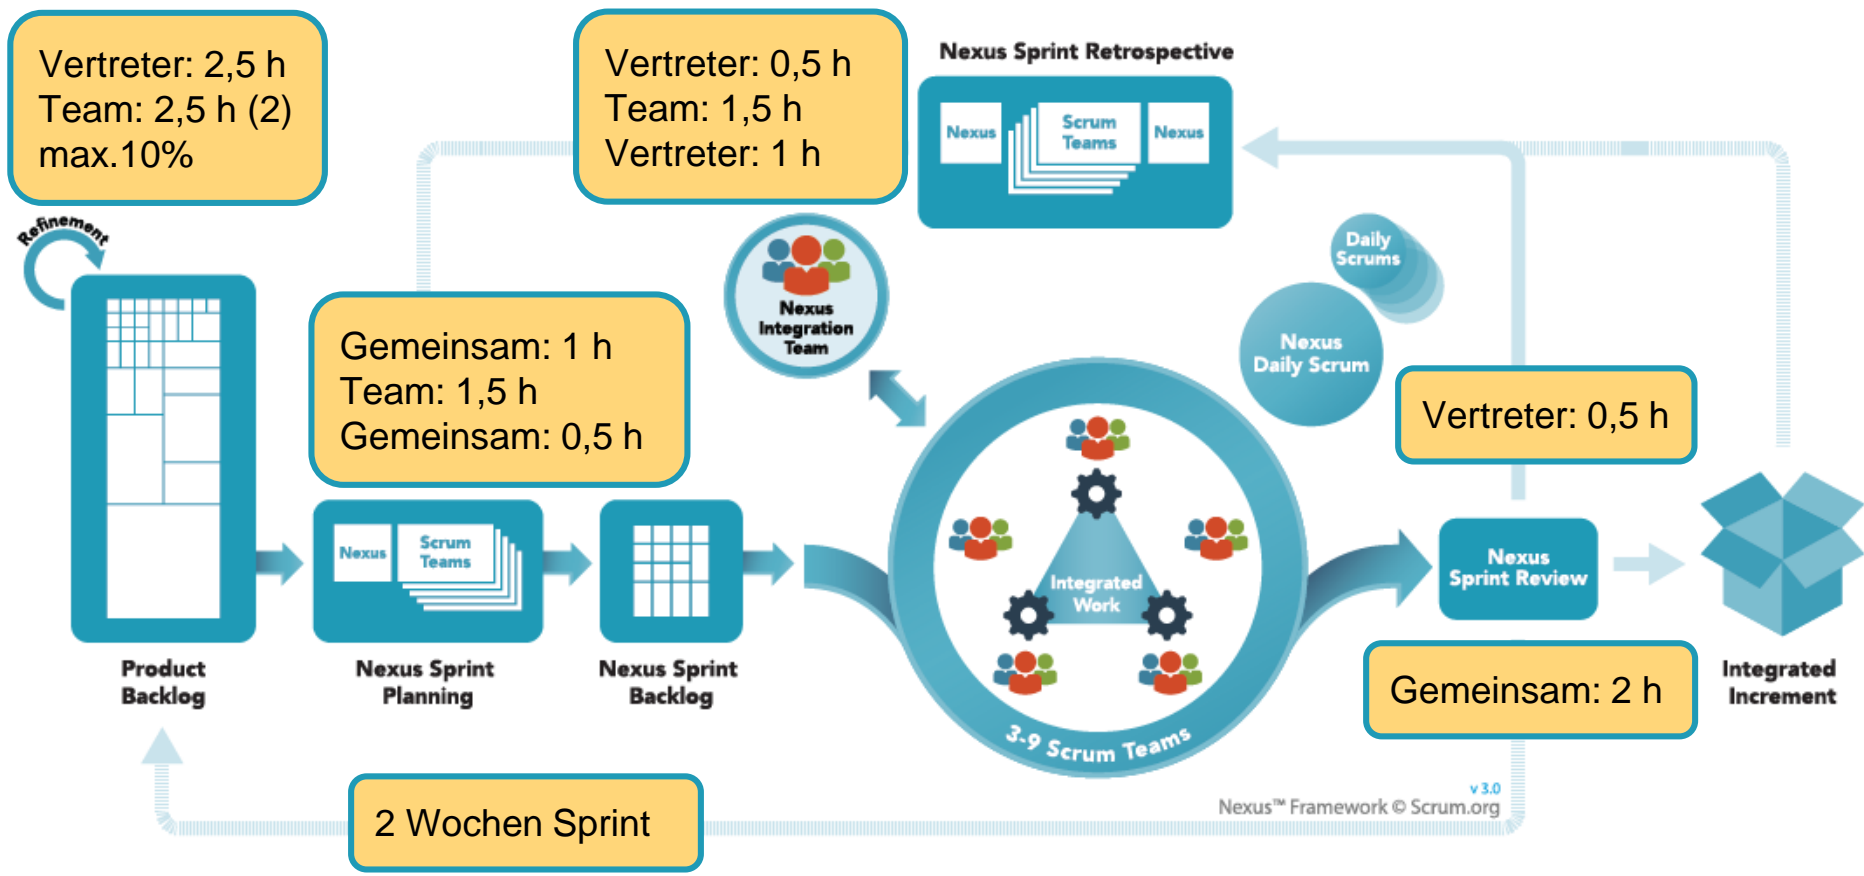 Vertreter: 2,5 h
Team: 2,5 h (2)
max.10%
Vertreter: 0,5 h
Team: 1,5 h
Vertreter: 1 h
Nexus Sprint Retrospective
Nexus
Scrum
Teams
Nexus
Refinement
Nexus
Integration
Team
Daily
Scrums
Nexus
Daily Scrum
Gemeinsam: 1 h
Team: 1,5 h
Gemeinsam: 0,5 h
Vertreter: 0,5 h
Nexus
Scrum
Teams
Integrated
Work
Nexus
Sprint Review
Product
Backlog
Nexus Sprint
Planning
Nexus Sprint
Backlog
3-9 Scrum Teams
Gemeinsam: 2 h
Integrated
Increment
2 Wochen Sprint
v 3.0
Nexus™ Framework © Scrum.org